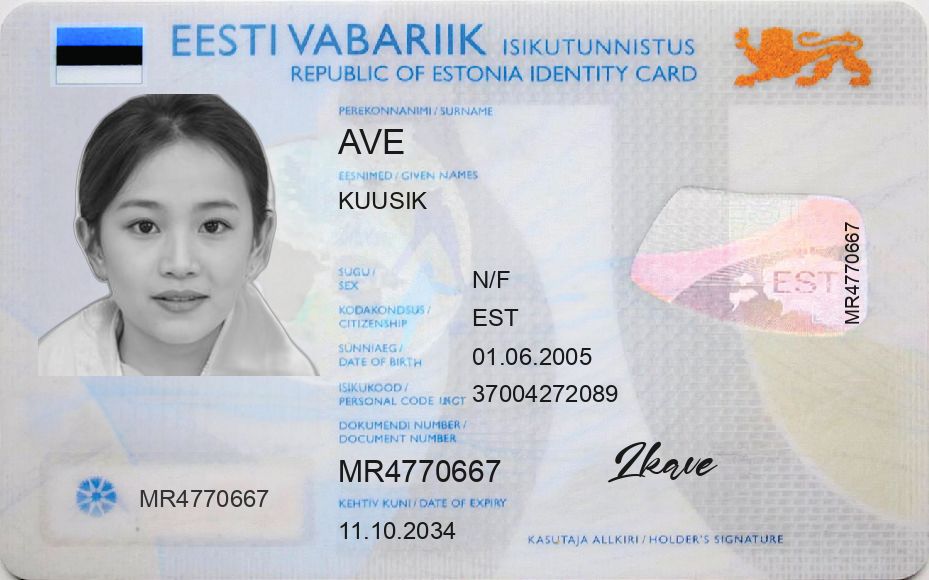 EESTI VABARIIK ISIKUTUNNISTUS
REPUBLIC OF ESTONIA IDENTITY CARD
PEREKONNANIMI / SURNAME
AVE
EESNIMED / GIVEN NAMES
KUUSIK
SUGU /
SEX
N/F
KODAKONDSUS /
CITIZENSHIP
EST
SÜNNIAEG /
DATE OF BIRTH
01.06.2005
ISIKUKOOD /
PERSONAL CODE
37004272089
DOKUMENDI NUMBER /
DOCUMENT NUMBER
MR4770667
KEHTIV KUNI / DATE OF EXPIRY
11.10.2034
MR4770667
EST
MR4770667
2kave
KASUTAJA ALLKIRI / HOLDER'S SIGNATURE